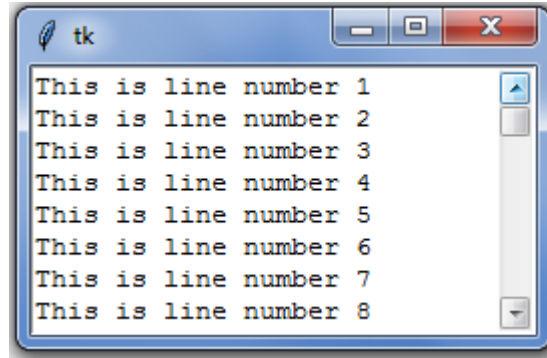 tk
This is line number 1
This is line number 2
This is line number 3
This is line number 4
This is line number 5
This is line number 6
This is line number 7
This is line number 8